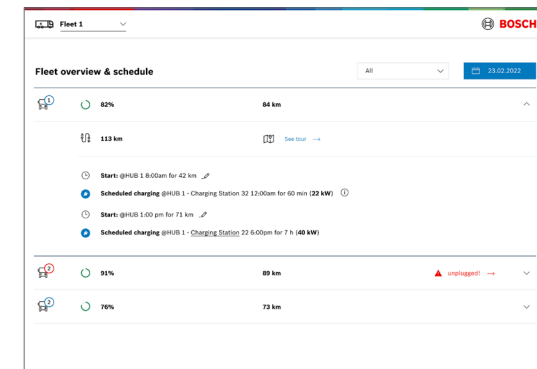 Fleet 1
BOSCH
Fleet overview & schedule
All
23.02.2022
1
82%
84 km
113 km
See tour →
Start: @HUB 1 8:00am for 42 km
Scheduled charging @HUB 1 - Charging Station 32 12:00am for 60 min (22 kW)
Start: @HUB 1:00 pm for 71 km
Scheduled charging @HUB 1 - Charging Station 22 6:00pm for 7 h (40 kW)
2
91%
89 km
unplugged! →
2
76%
73 km